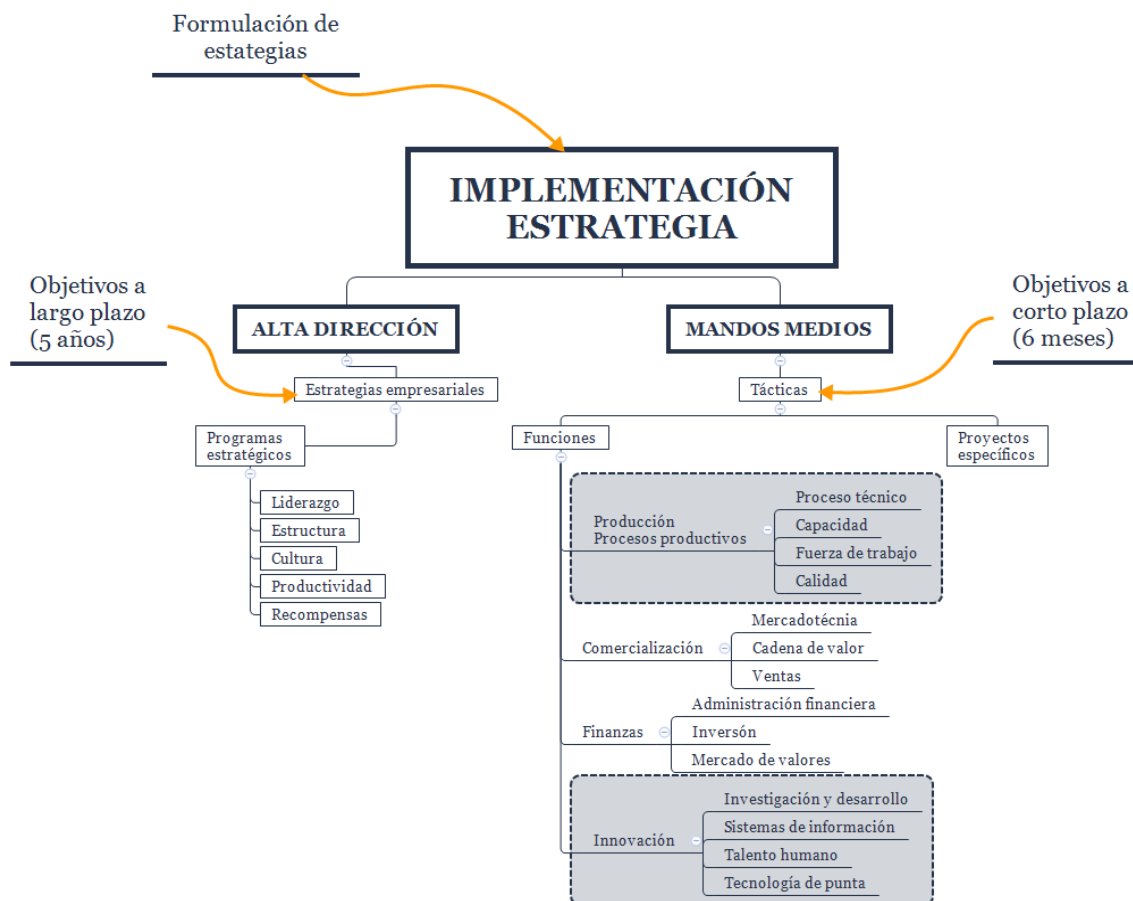 Formulación de
estategias
IMPLEMENTACIÓN
ESTRATEGIA
Objetivos a
largo plazo
(5 años)
ALTA DIRECCIÓN
MANDOS MEDIOS
Objetivos a
corto plazo
(6 meses)
Estrategias empresariales
Tácticas
Programas
estratégicos
Funciones
Proyectos
específicos
Liderazgo
Estructura
Cultura
Productividad
Recompensas
Producción
Procesos productivos
Proceso técnico
Capacidad
Fuerza de trabajo
Calidad
Comercialización
Mercadotécnia
Cadena de valor
Ventas
Finanzas
Administración financiera
Inversón
Mercado de valores
Innovación
Investigación y desarrollo
Sistemas de información
Talento humano
Tecnología de punta